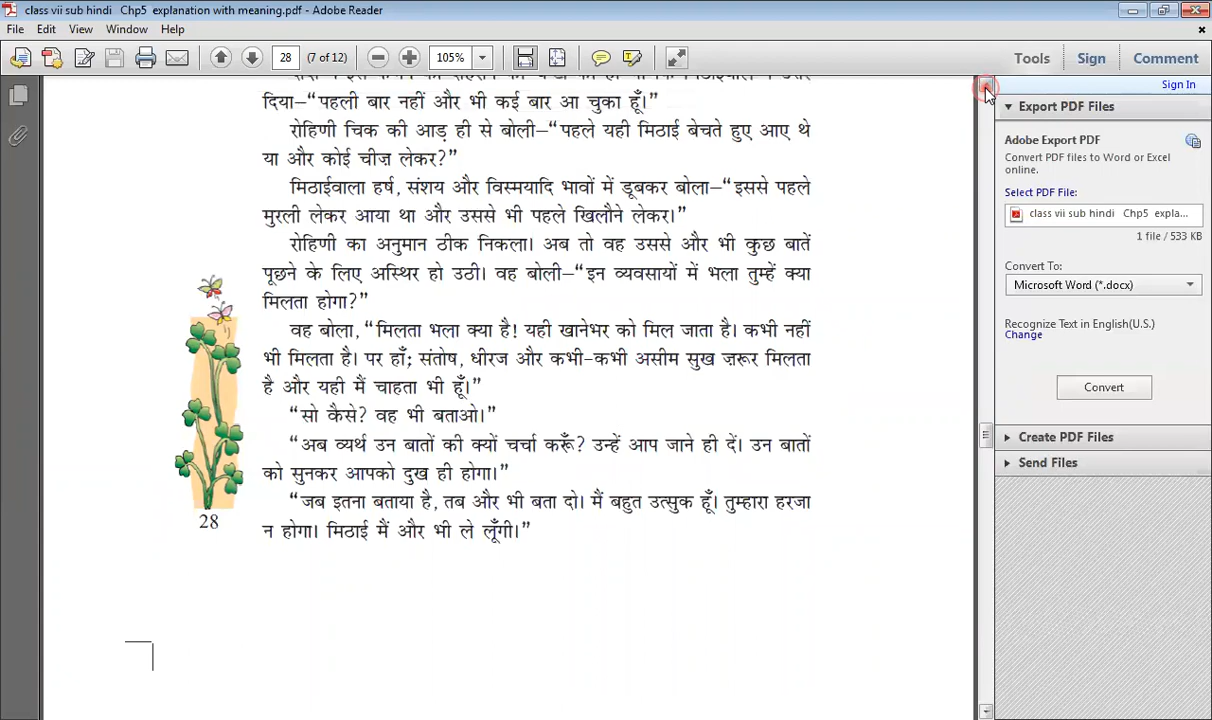 class vii sub hindi Chp5 explanation with meaning.pdf - Adobe Reader
File Edit View Window Help
28 (7 of 12) 105% Tools Sign Comment
Sign In
Export PDF Files
Adobe Export PDF
Convert PDF files to Word or Excel
online.
Select PDF File:
class vii sub hindi Chp5 expla...
1 file / 533 KB
Convert To:
Microsoft Word (*.docx)
Recognize Text in English(U.S.)
Change
Convert
Create PDF Files
Send Files
दिया–“पहली बार नहीं और भी कई बार आ चुका हूँ।”
रोहिणी चिक की आड़ ही से बोली–“पहले यही मिठाई बेचते हुए आए थे
या और कोई चीज़ लेकर?”
मिठाईवाला हर्ष, संशय और विस्मयादि भावों में डूबकर बोला–“इससे पहले
मुरली लेकर आया था और उससे भी पहले खिलौने लेकर।”
रोहिणी का अनुमान ठीक निकला। अब तो वह उससे और भी कुछ बातें
पूछने के लिए अस्थिर हो उठी। वह बोली–“इन व्यवसायों में भला तुम्हें क्या
मिलता होगा?”
वह बोला, “मिलता भला क्या है! यही खानेभर को मिल जाता है। कभी नहीं
भी मिलता है। पर हाँ; संतोष, धीरज और कभी-कभी असीम सुख ज़रूर मिलता
है और यही मैं चाहता भी हूँ।”
“सो कैसे? वह भी बताओ।”
“अब व्यर्थ उन बातों की क्यों चर्चा करूँ? उन्हें आप जाने ही दें। उन बातों
को सुनकर आपको दुख ही होगा।”
“जब इतना बताया है, तब और भी बता दो। मैं बहुत उत्सुक हूँ। तुम्हारा हरजा
न होगा। मिठाई मैं और भी ले लूँगी।”
28